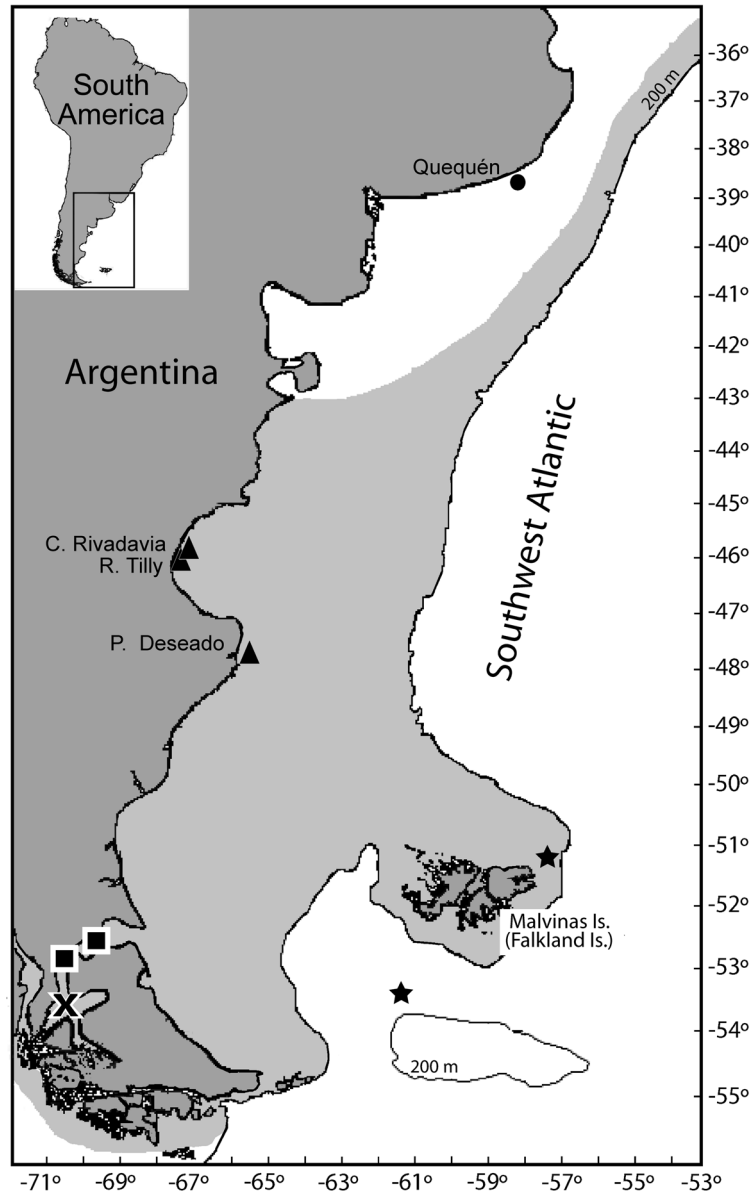 South
America
200 m
Quequén
Argentina
Southwest Atlantic
C. Rivadavia
R. Tilly
P. Deseado
Malvinas Is.
(Falkland Is.)
X
200 m
-36º
-37º
-38º
-39º
-40º
-41º
-42º
-43º
-44º
-45º
-46º
-47º
-48º
-49º
-50º
-51º
-52º
-53º
-54º
-55º
-71º -69º -67º -65º -63º -61º -59º -57º -55º -53º